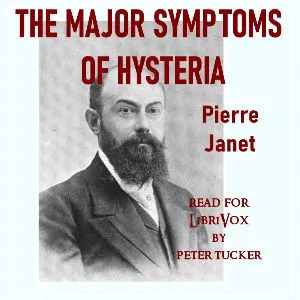 THE MAJOR SYMPTOMS
OF HYSTERIA
Pierre
Janet
READ FOR
LIBRIVOX
BY
PETER TUCKER